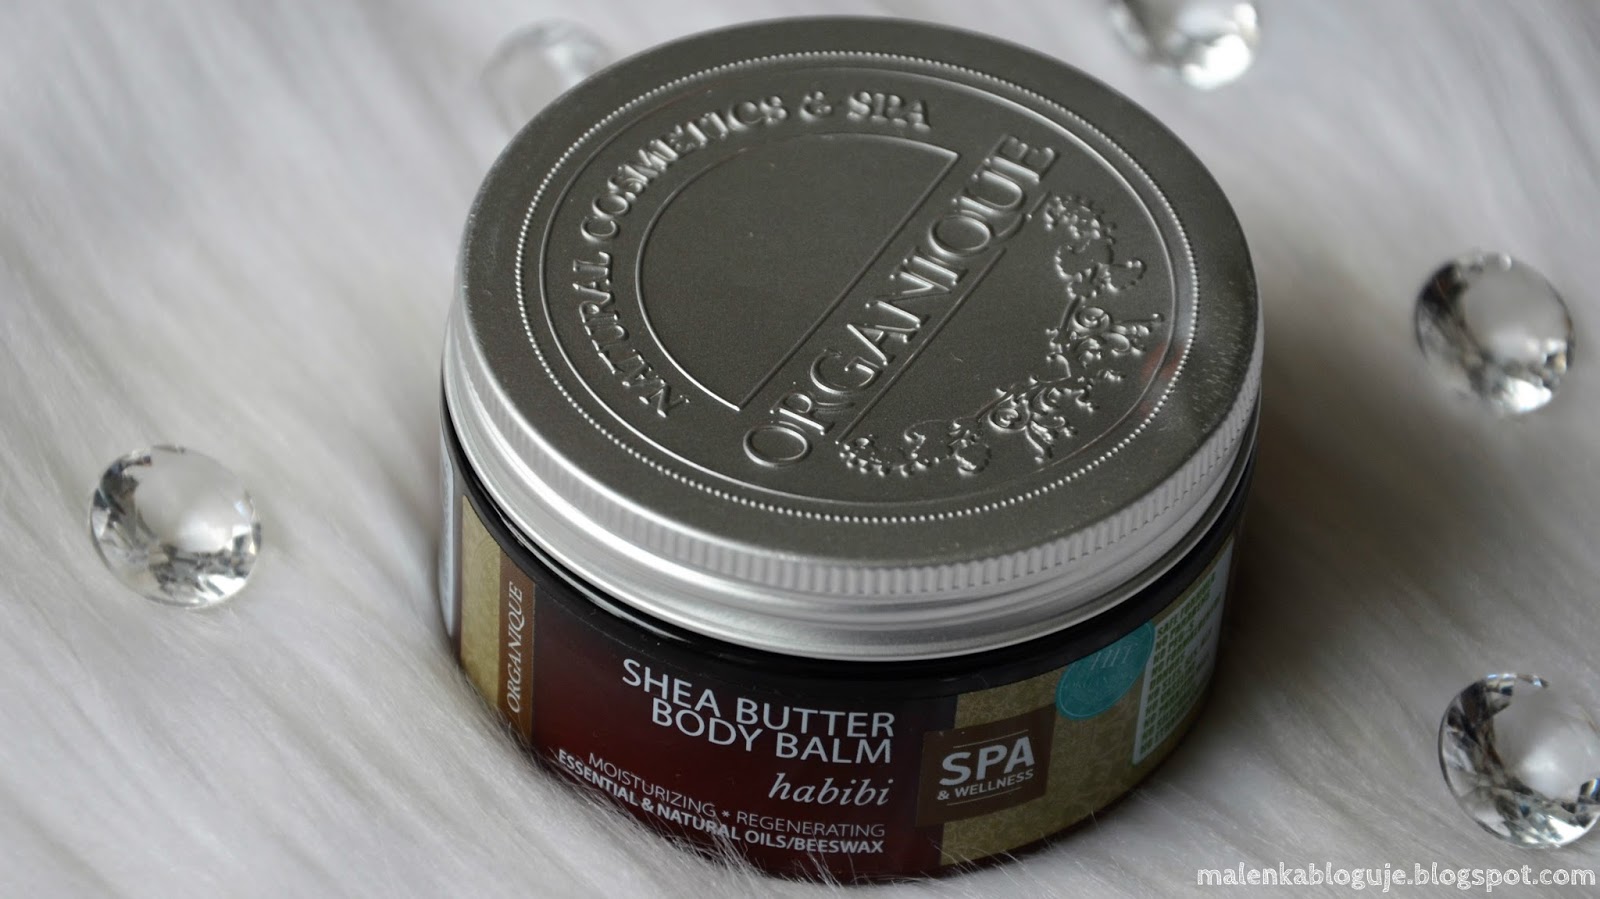 NATURAL COSMETICS & SPA
ORGANIQUE
ORGANIQUE
SHEA BUTTER
BODY BALM
habibi
MOISTURIZING * REGENERATING
ESSENTIAL & NATURAL OILS/BEESWAX
SPA
& WELLNESS
malenkabloguje.blogspot.com